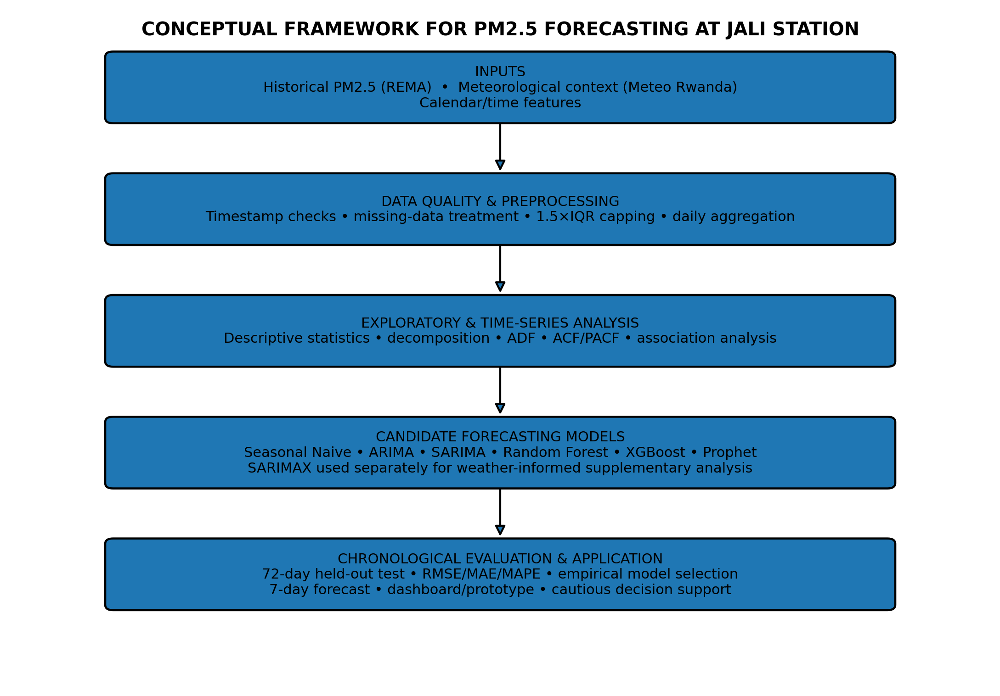 CONCEPTUAL FRAMEWORK FOR PM2.5 FORECASTING AT JALI STATION
INPUTS
Historical PM2.5 (REMA)  •  Meteorological context (Meteo Rwanda)
Calendar/time features
DATA QUALITY & PREPROCESSING
Timestamp checks • missing-data treatment • 1.5×IQR capping • daily aggregation
EXPLORATORY & TIME-SERIES ANALYSIS
Descriptive statistics • decomposition • ADF • ACF/PACF • association analysis
CANDIDATE FORECASTING MODELS
Seasonal Naive • ARIMA • SARIMA • Random Forest • XGBoost • Prophet
SARIMAX used separately for weather-informed supplementary analysis
CHRONOLOGICAL EVALUATION & APPLICATION
72-day held-out test • RMSE/MAE/MAPE • empirical model selection
7-day forecast • dashboard/prototype • cautious decision support